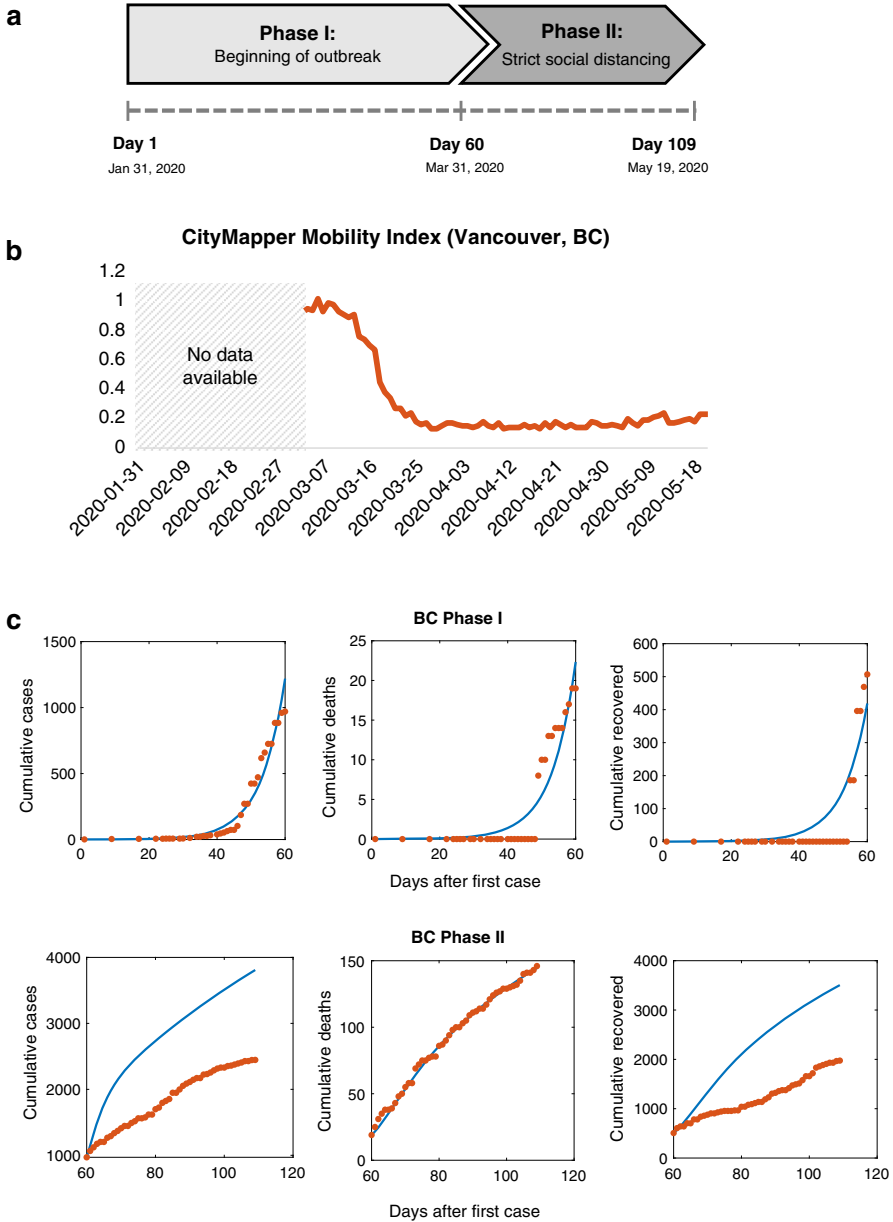 a
Phase I:
Beginning of outbreak
Phase II:
Strict social distancing
Day 1
Jan 31, 2020
Day 60
Mar 31, 2020
Day 109
May 19, 2020
b
CityMapper Mobility Index (Vancouver, BC)
1.2
1
0.8
0.6
0.4
0.2
0
No data
available
2020-01-31
2020-02-09
2020-02-18
2020-02-27
2020-03-07
2020-03-16
2020-03-25
2020-04-03
2020-04-12
2020-04-21
2020-04-30
2020-05-09
2020-05-18
c
BC Phase I
Cumulative cases
1500
1000
500
0
0 20 40 60
Cumulative deaths
25
20
15
10
5
0
0 20 40 60
Cumulative recovered
600
500
400
300
200
100
0
0 20 40 60
Days after first case
BC Phase II
Cumulative cases
4000
3000
2000
1000
60 80 100 120
Cumulative deaths
150
100
50
0
60 80 100 120
Cumulative recovered
4000
3000
2000
1000
0
60 80 100 120
Days after first case